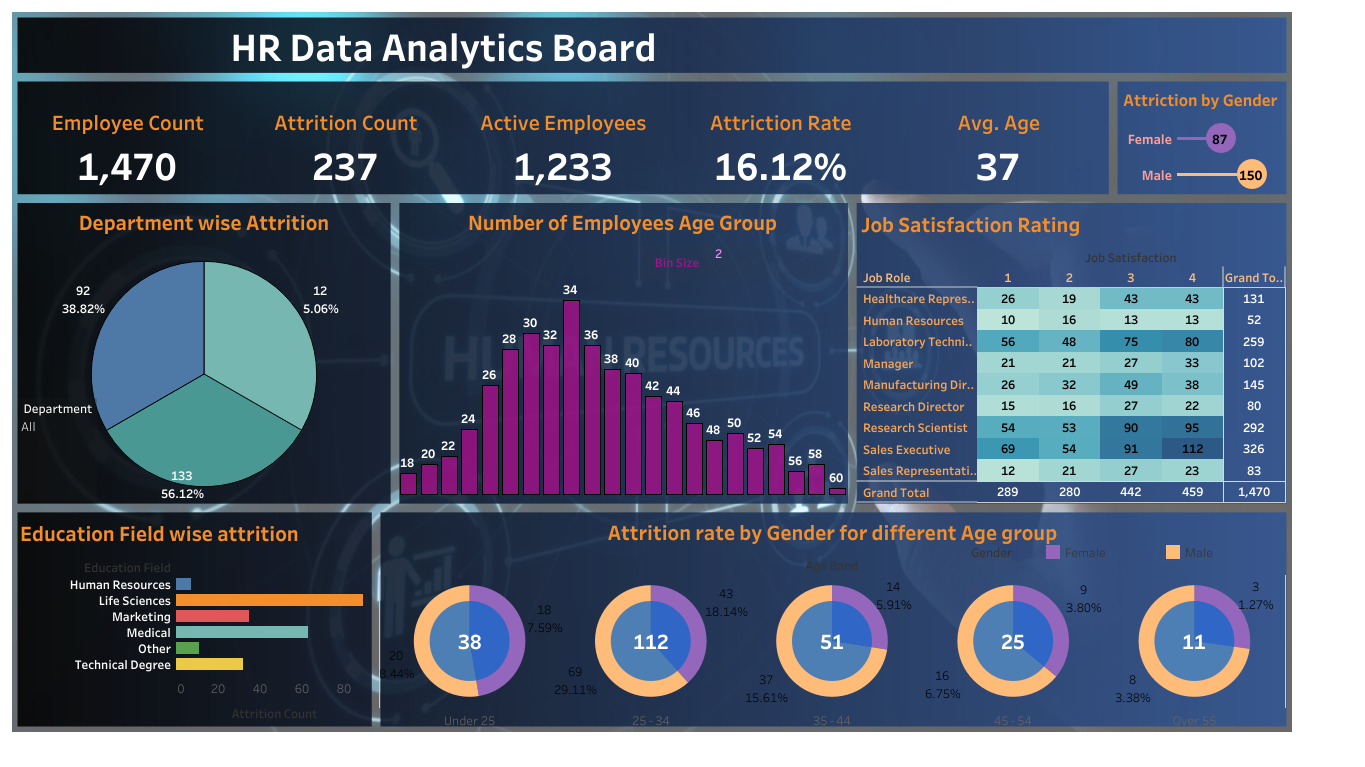 HR Data Analytics Board
Employee Count
Attrition Count
Active Employees
Attriction Rate
Avg. Age
1,470
237
1,233
16.12%
37
Attriction by Gender
Female
87
Male
150
Department wise Attrition
92
38.82%
12
5.06%
Department
All
133
56.12%
Number of Employees Age Group
Bin Size
2
18
20
22
24
26
28
30
32
34
36
38
40
42
44
46
48
50
52
54
56
58
60
HUMAN RESOURCES
Job Satisfaction Rating
Job Satisfaction
Job Role 1 2 3 4 Grand To..
Healthcare Repres.. 26 19 43 43 131
Human Resources 10 16 13 13 52
Laboratory Techni.. 56 48 75 80 259
Manager 21 21 27 33 102
Manufacturing Dir.. 26 32 49 38 145
Research Director 15 16 27 22 80
Research Scientist 54 53 90 95 292
Sales Executive 69 54 91 112 326
Sales Representati.. 12 21 27 23 83
Grand Total 289 280 442 459 1,470
Education Field wise attrition
Education Field
Human Resources
Life Sciences
Marketing
Medical
Other
Technical Degree
0 20 40 60 80
Attrition Count
Attrition rate by Gender for different Age group
Gender Female Male
Age Band
38
18
7.59%
20
8.44%
Under 25
112
43
18.14%
69
29.11%
25 - 34
51
14
5.91%
37
15.61%
35 - 44
25
9
3.80%
16
6.75%
45 - 54
11
3
1.27%
8
3.38%
Over 55